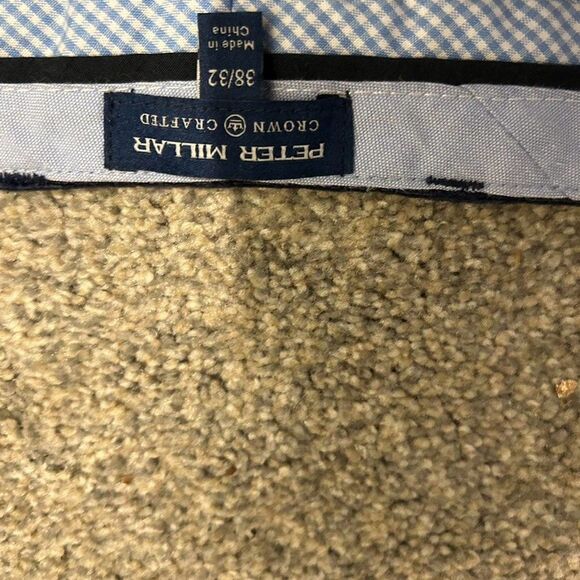 PETER MILLAR
CROWN CRAFTED
38/32
Made in
China